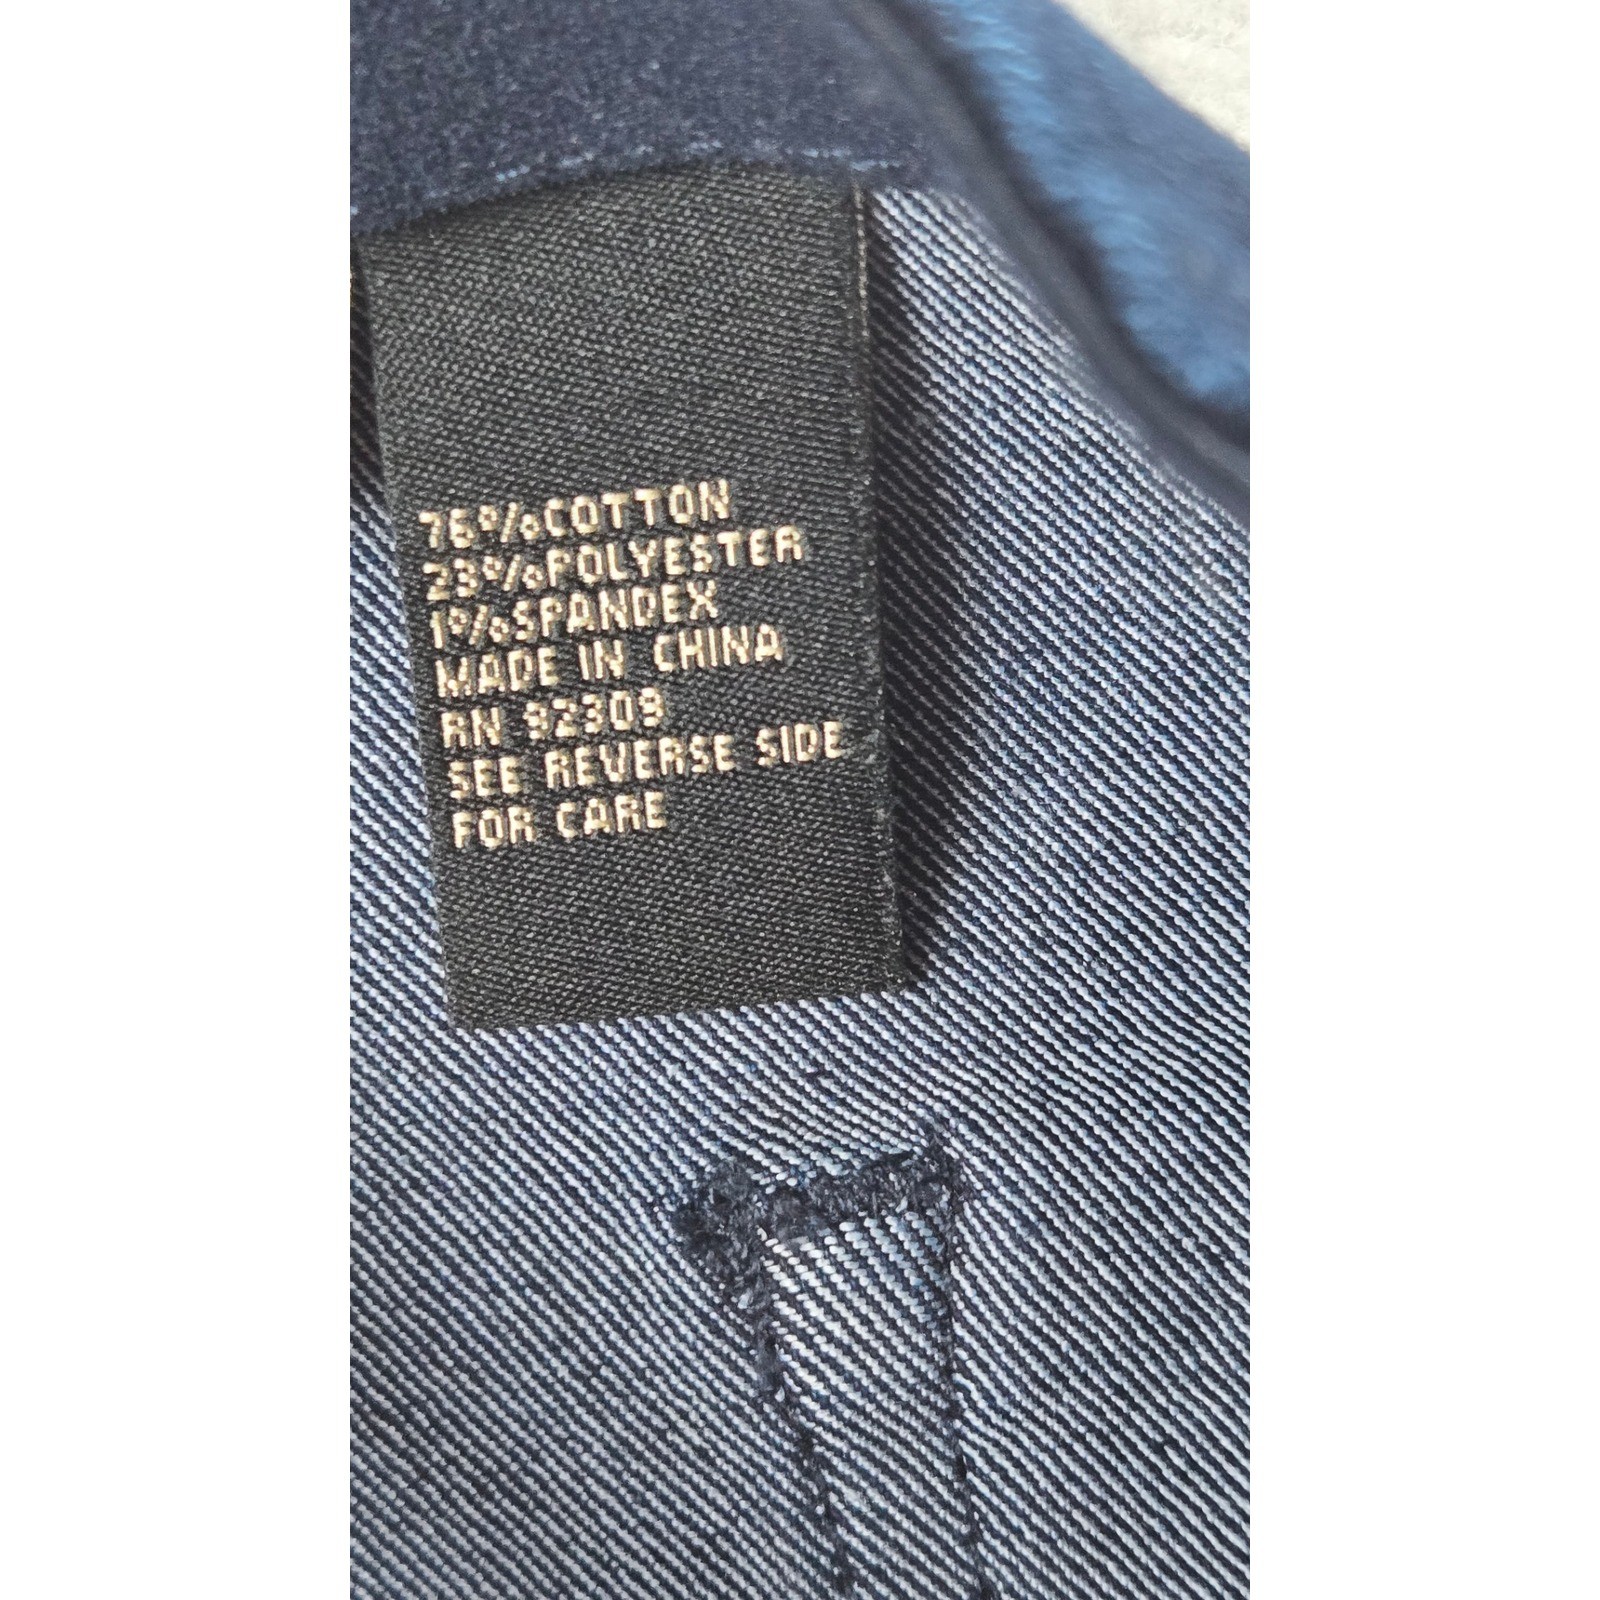 76%COTTON
23%POLYESTER
1%SPANDEX
MADE IN CHINA
RN 92309
SEE REVERSE SIDE
FOR CARE